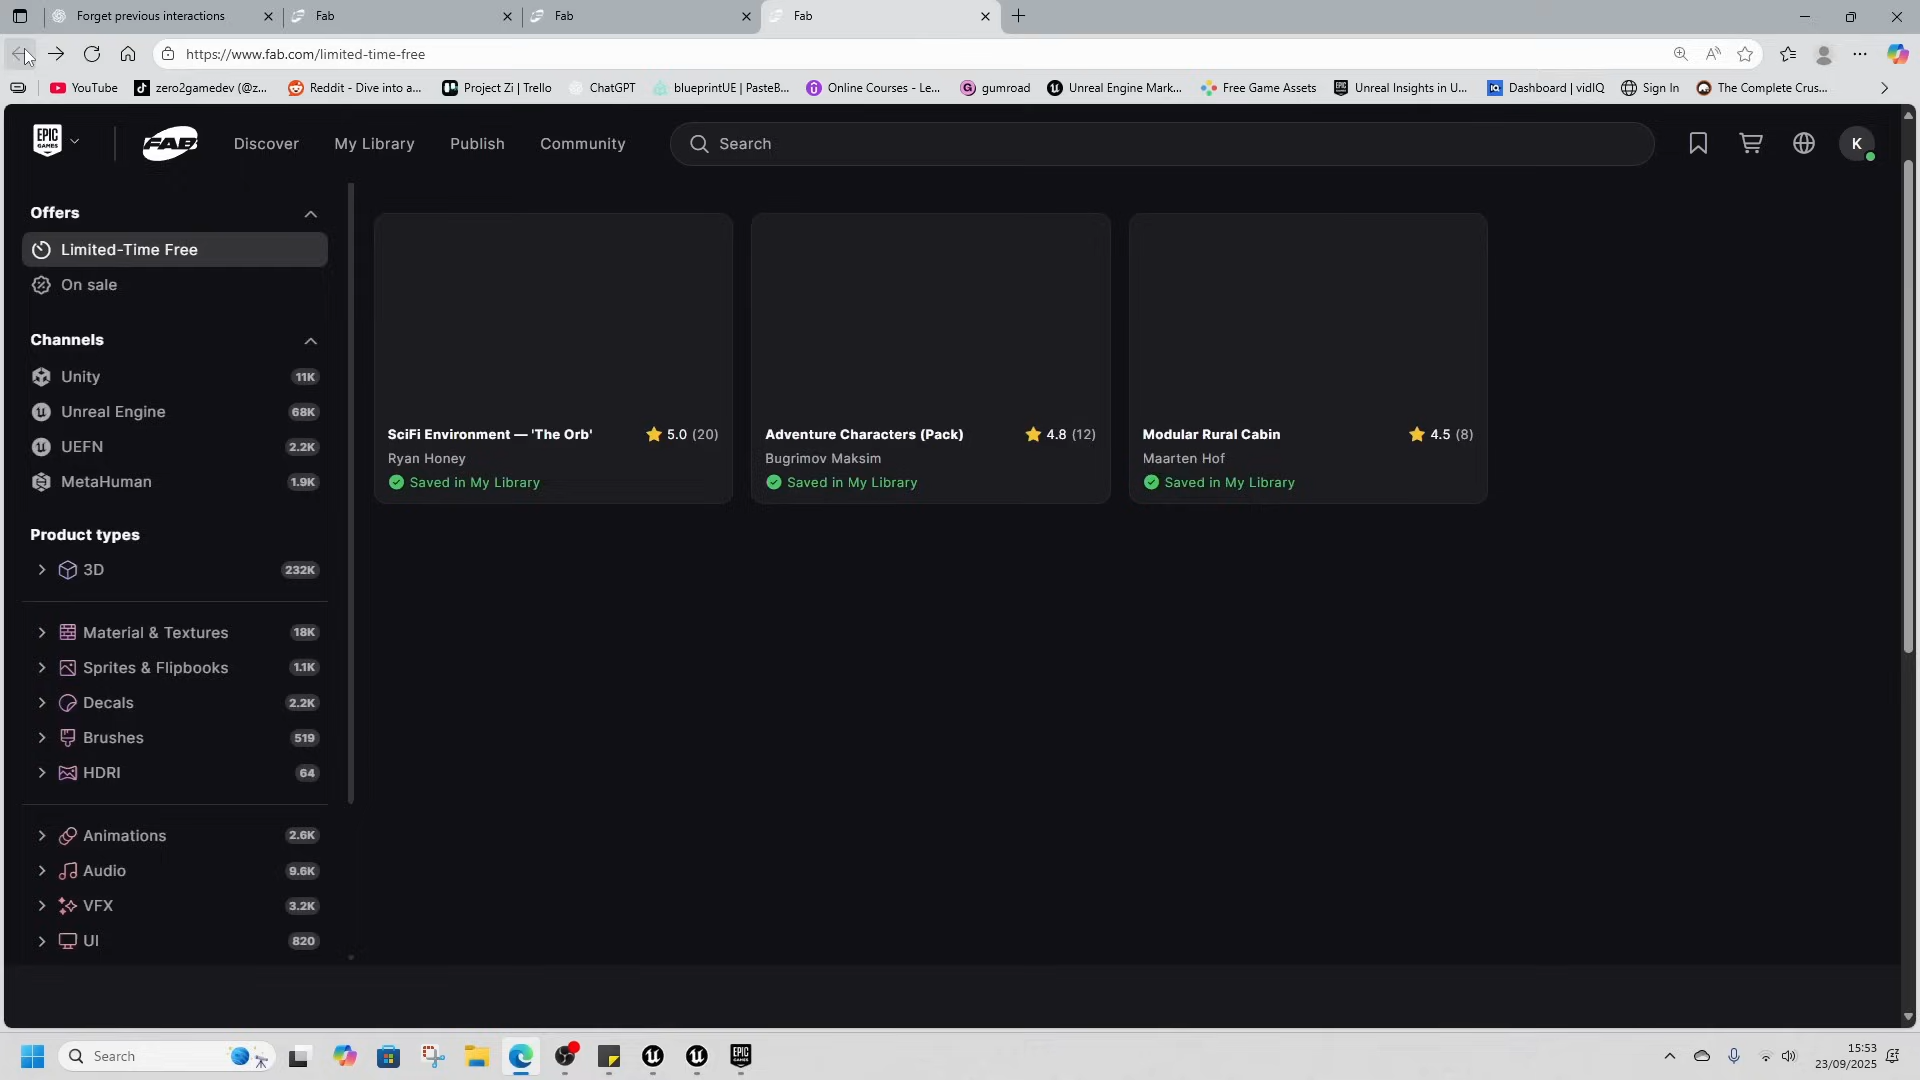 Forget previous interactions
Fab
Fab
Fab
https://www.fab.com/limited-time-free
YouTube
zero2gamedev (@z...
Reddit - Dive into a...
Project Zi | Trello
ChatGPT
blueprintUE | PasteB...
Online Courses - Le...
gumroad
Unreal Engine Mark...
Free Game Assets
Unreal Insights in U...
Dashboard | vidIQ
Sign In
The Complete Crus...
EPIC
GAMES
FAB
Discover
My Library
Publish
Community
Search
K
Offers
Limited-Time Free
On sale
Channels
Unity 11K
Unreal Engine 68K
UEFN 2.2K
MetaHuman 1.9K
Product types
3D 232K
Material & Textures 18K
Sprites & Flipbooks 1.1K
Decals 2.2K
Brushes 519
HDRI 64
Animations 2.6K
Audio 9.6K
VFX 3.2K
UI 820
SciFi Environment — 'The Orb' 5.0 (20)
Ryan Honey
Saved in My Library
Adventure Characters (Pack) 4.8 (12)
Bugrimov Maksim
Saved in My Library
Modular Rural Cabin 4.5 (8)
Maarten Hof
Saved in My Library
Search
EPIC
GAMES
15:53
23/09/2025